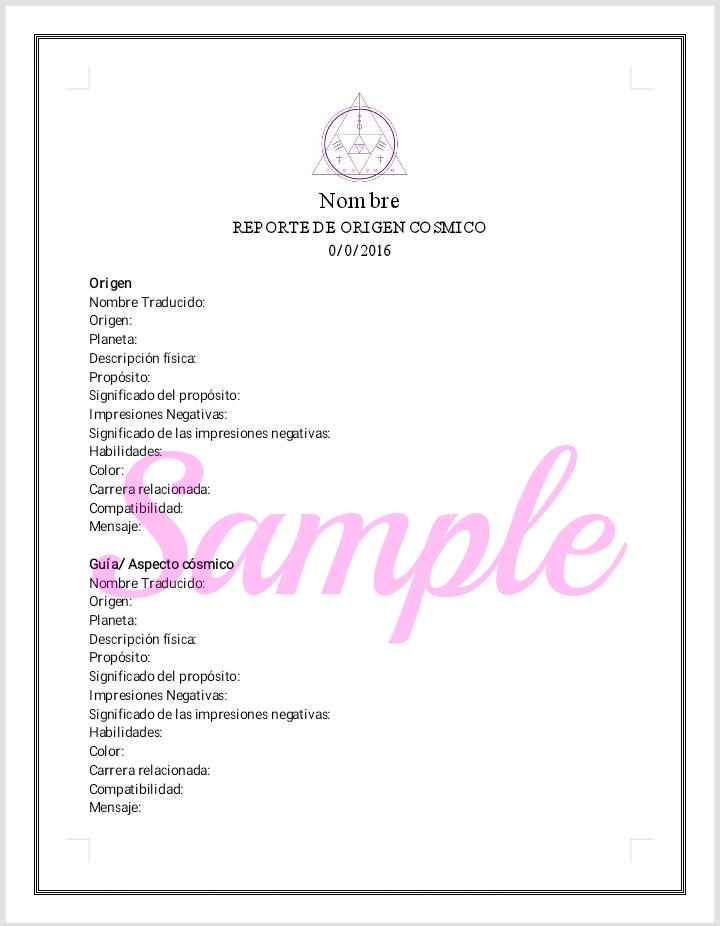 Nombre
REPORTE DE ORIGEN COSMICO
0/0/2016
Origen
Nombre Traducido:
Origen:
Planeta:
Descripción física:
Propósito:
Significado del propósito:
Impresiones Negativas:
Significado de las impresiones negativas:
Habilidades:
Color:
Carrera relacionada:
Compatibilidad:
Mensaje:
Sample
Guía/ Aspecto cósmico
Nombre Traducido:
Origen:
Planeta:
Descripción física:
Propósito:
Significado del propósito:
Impresiones Negativas:
Significado de las impresiones negativas:
Habilidades:
Color:
Carrera relacionada:
Compatibilidad:
Mensaje: